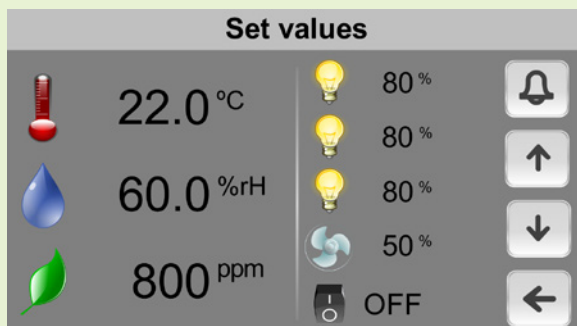 Set values
22.0 °C
60.0 %rH
800 ppm
80 %
80 %
80 %
50 %
OFF